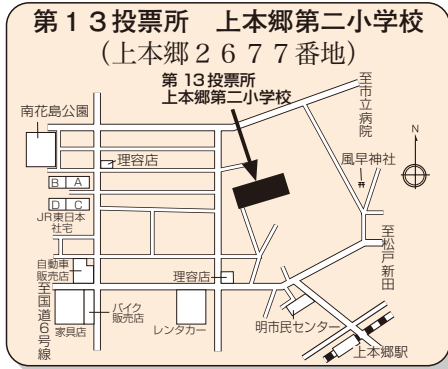 第13投票所 上本郷第二小学校
(上本郷2677番地)
第13投票所
上本郷第二小学校
至市立病院
南花島公園
理容店
風早神社
N
B A
D C
JR東日本
社宅
至松戸新田
自動車
販売店
理容店
至国道6号線
家具店
バイク
販売店
レンタカー
明市民センター
上本郷駅